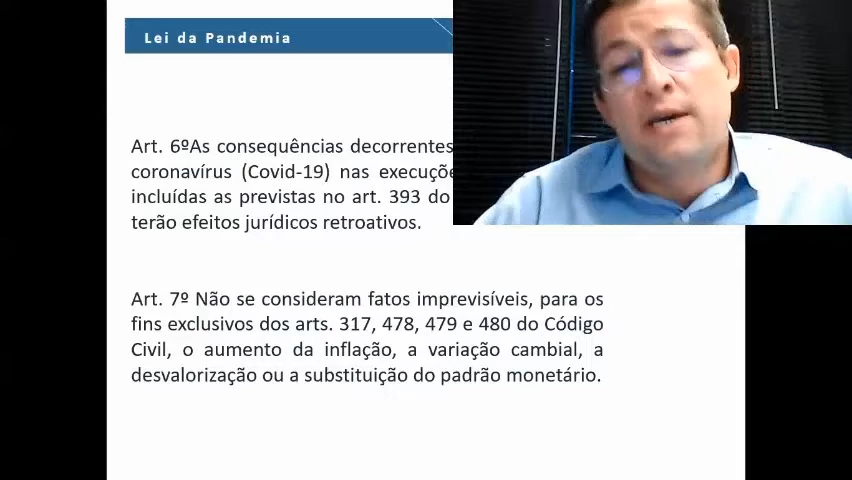 Lei da Pandemia
Art. 6ºAs consequências decorrentes
coronavírus (Covid-19) nas
incluídas as previstas no art. 393 do
terão efeitos jurídicos retroativos.
Art. 7º Não se consideram fatos imprevisíveis, para os
fins exclusivos dos arts. 317, 478, 479 e 480 do Código
Civil, o aumento da inflação, a variação cambial, a
desvalorização ou a substituição do padrão monetário.